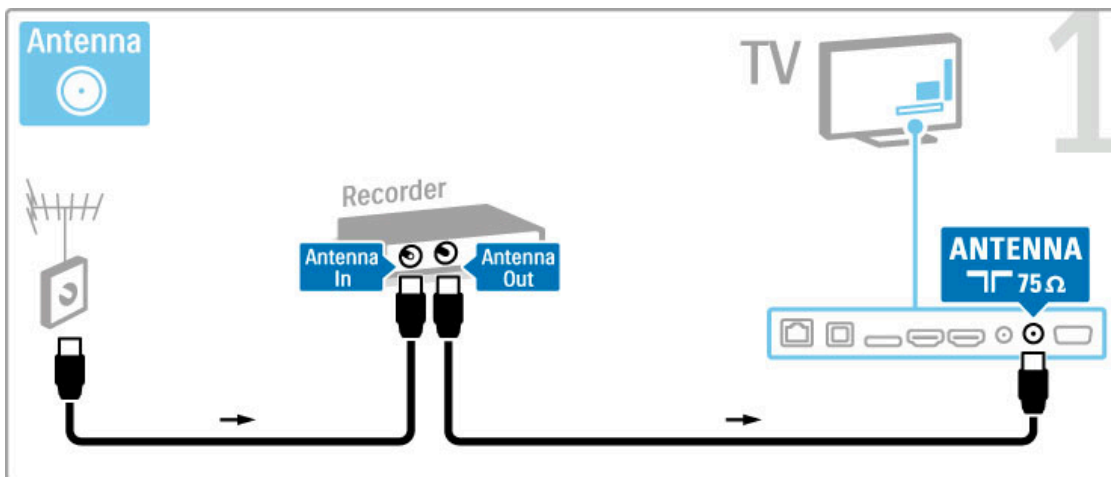 Antenna
TV
1
Recorder
Antenna
In
Antenna
Out
ANTENNA
75 Ω